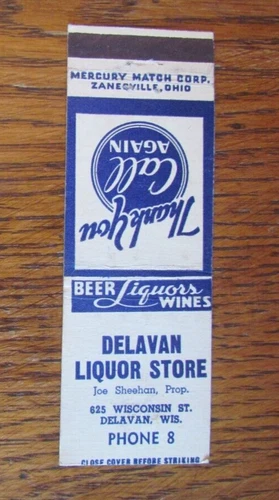 MERCURY MATCH CORP.
ZANESVILLE, OHIO
Thank You
Call
AGAIN
BEER Liquors
WINES
DELAVAN
LIQUOR STORE
Joe Sheehan, Prop.
625 WISCONSIN ST.
DELAVAN, WIS.
PHONE 8
CLOSE COVER BEFORE STRIKING